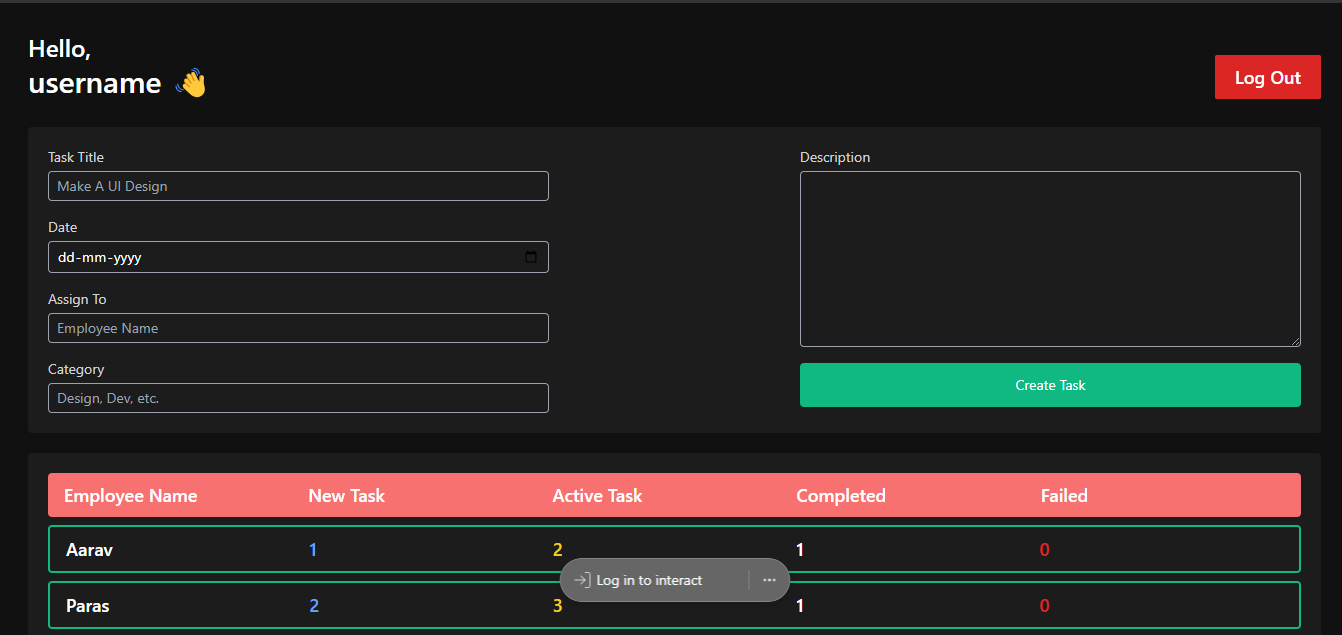 Hello,
username 👋
Log Out
Task Title
Make A UI Design
Date
dd-mm-yyyy
Assign To
Employee Name
Category
Design, Dev, etc.
Description
Create Task
Employee Name New Task Active Task Completed Failed
Aarav 1 2 1 0
Log in to interact
Paras 2 3 1 0